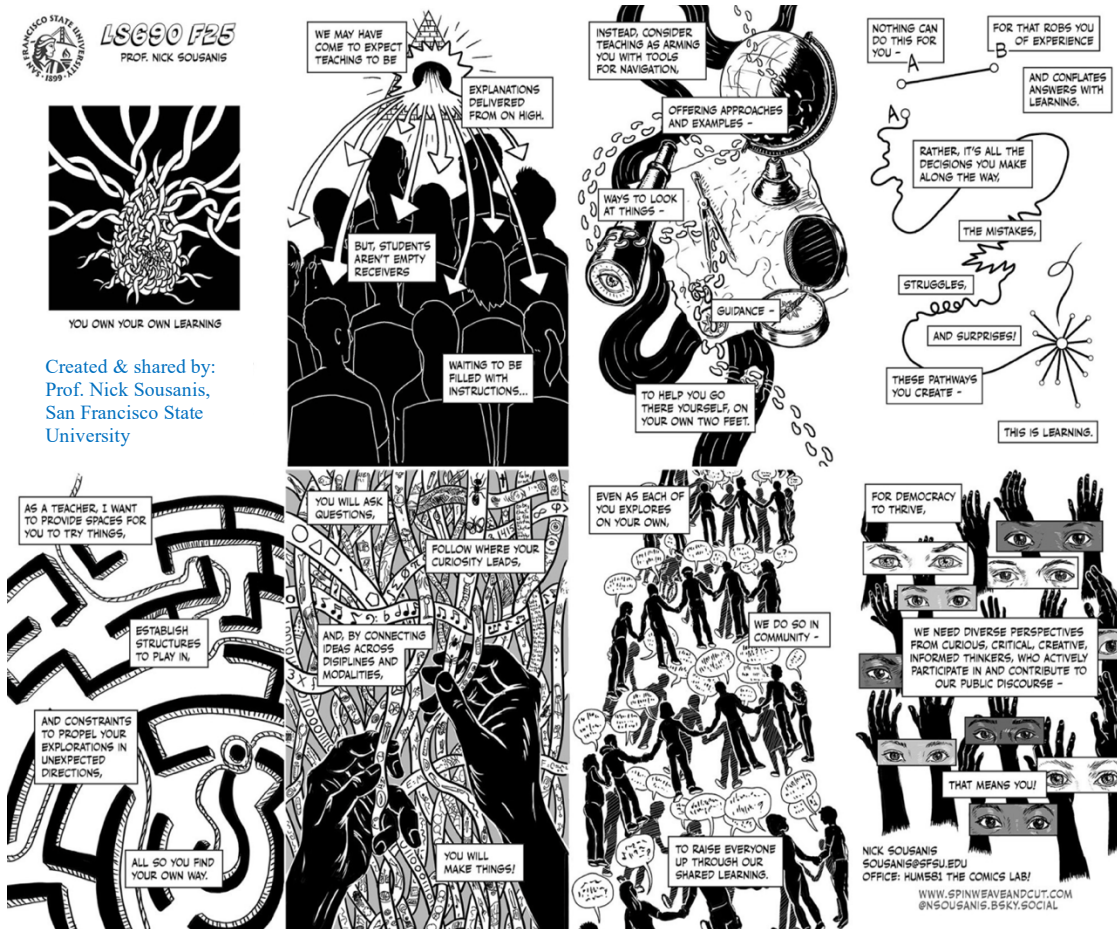 SAN FRANCISCO STATE UNIVERSITY
· 1899 ·
LS690 F25
PROF. NICK SOUSANIS
YOU OWN YOUR OWN LEARNING
Created & shared by:
Prof. Nick Sousanis,
San Francisco State
University
WE MAY HAVE
COME TO EXPECT
TEACHING TO BE
EXPLANATIONS
DELIVERED
FROM ON HIGH.
BUT, STUDENTS
AREN'T EMPTY
RECEIVERS
WAITING TO BE
FILLED WITH
INSTRUCTIONS...
INSTEAD, CONSIDER
TEACHING AS ARMING
YOU WITH TOOLS
FOR NAVIGATION,
OFFERING APPROACHES
AND EXAMPLES –
WAYS TO LOOK
AT THINGS –
GUIDANCE –
TO HELP YOU GO
THERE YOURSELF, ON
YOUR OWN TWO FEET.
NOTHING CAN
DO THIS FOR
YOU –
A
B
FOR THAT ROBS YOU
OF EXPERIENCE
AND CONFLATES
ANSWERS WITH
LEARNING.
A
RATHER, IT'S ALL THE
DECISIONS YOU MAKE
ALONG THE WAY,
THE MISTAKES,
STRUGGLES,
AND SURPRISES!
THESE PATHWAYS
YOU CREATE –
THIS IS LEARNING.
AS A TEACHER, I WANT
TO PROVIDE SPACES FOR
YOU TO TRY THINGS,
ESTABLISH
STRUCTURES
TO PLAY IN,
AND CONSTRAINTS
TO PROPEL YOUR
EXPLORATIONS IN
UNEXPECTED
DIRECTIONS,
ALL SO YOU FIND
YOUR OWN WAY.
YOU WILL ASK
QUESTIONS,
FOLLOW WHERE YOUR
CURIOSITY LEADS,
AND, BY CONNECTING
IDEAS ACROSS
DISIPLINES AND
MODALITIES,
YOU WILL
MAKE THINGS!
EVEN AS EACH OF
YOU EXPLORES
ON YOUR OWN,
WE DO SO IN
COMMUNITY –
TO RAISE EVERYONE
UP THROUGH OUR
SHARED LEARNING.
FOR DEMOCRACY
TO THRIVE,
WE NEED DIVERSE PERSPECTIVES
FROM CURIOUS, CRITICAL, CREATIVE,
INFORMED THINKERS, WHO ACTIVELY
PARTICIPATE IN AND CONTRIBUTE TO
OUR PUBLIC DISCOURSE –
THAT MEANS YOU!
NICK SOUSANIS
SOUSANIS@SFSU.EDU
OFFICE: HUM581 THE COMICS LAB!
WWW.SPINWEAVEANDCUT.COM
@NSOUSANIS.BSKY.SOCIAL